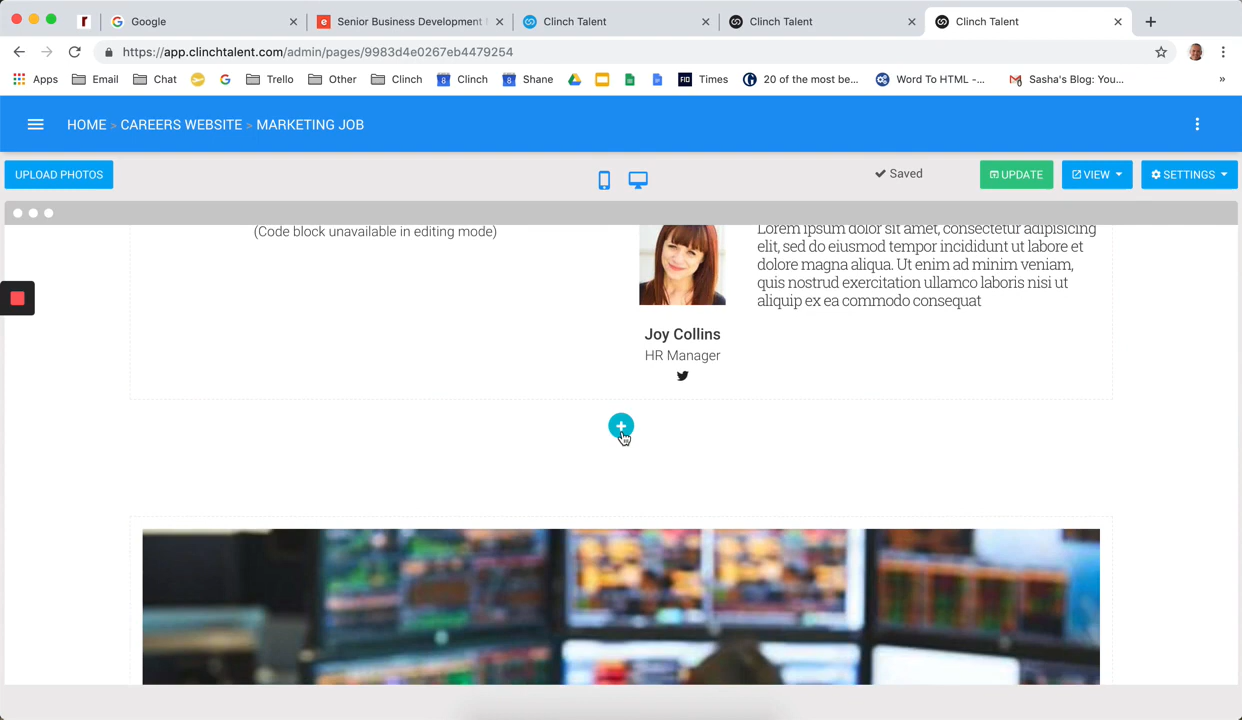 Google
Senior Business Development
Clinch Talent
Clinch Talent
Clinch Talent
https://app.clinchtalent.com/admin/pages/9983d4e0267eb4479254
Apps
Email
Chat
Trello
Other
Clinch
8 Clinch
8 Shane
FIO Times
20 of the most be...
Word To HTML -...
Sasha's Blog: You...
»
HOME > CAREERS WEBSITE > MARKETING JOB
UPLOAD PHOTOS
Saved
UPDATE
VIEW
SETTINGS
(Code block unavailable in editing mode)
Lorem ipsum dolor sit amet, consectetur adipisicing
elit, sed do eiusmod tempor incididunt ut labore et
dolore magna aliqua. Ut enim ad minim veniam,
quis nostrud exercitation ullamco laboris nisi ut
aliquip ex ea commodo consequat
Joy Collins
HR Manager